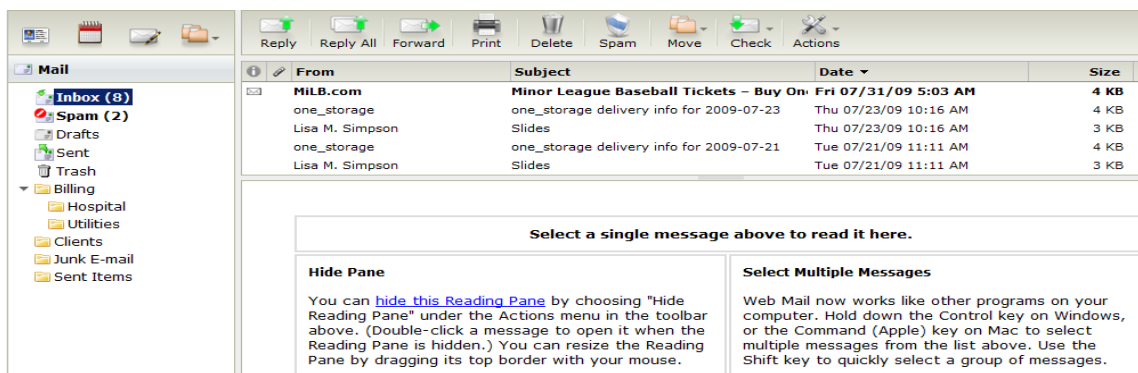 Reply Reply All Forward Print Delete Spam Move Check Actions
Mail
From Subject Date Size
Inbox (8)
Spam (2)
Drafts
Sent
Trash
Billing
Hospital
Utilities
Clients
Junk E-mail
Sent Items
MiLB.com Minor League Baseball Tickets – Buy On Fri 07/31/09 5:03 AM 4 KB
one_storage one_storage delivery info for 2009-07-23 Thu 07/23/09 10:16 AM 4 KB
Lisa M. Simpson Slides Thu 07/23/09 10:16 AM 3 KB
one_storage one_storage delivery info for 2009-07-21 Tue 07/21/09 11:11 AM 4 KB
Lisa M. Simpson Slides Tue 07/21/09 11:11 AM 3 KB
Select a single message above to read it here.
Hide Pane
You can hide this Reading Pane by choosing "Hide
Reading Pane" under the Actions menu in the toolbar
above. (Double-click a message to open it when the
Reading Pane is hidden.) You can resize the Reading
Pane by dragging its top border with your mouse.
Select Multiple Messages
Web Mail now works like other programs on your
computer. Hold down the Control key on Windows,
or the Command (Apple) key on Mac to select
multiple messages from the list above. Use the
Shift key to quickly select a group of messages.